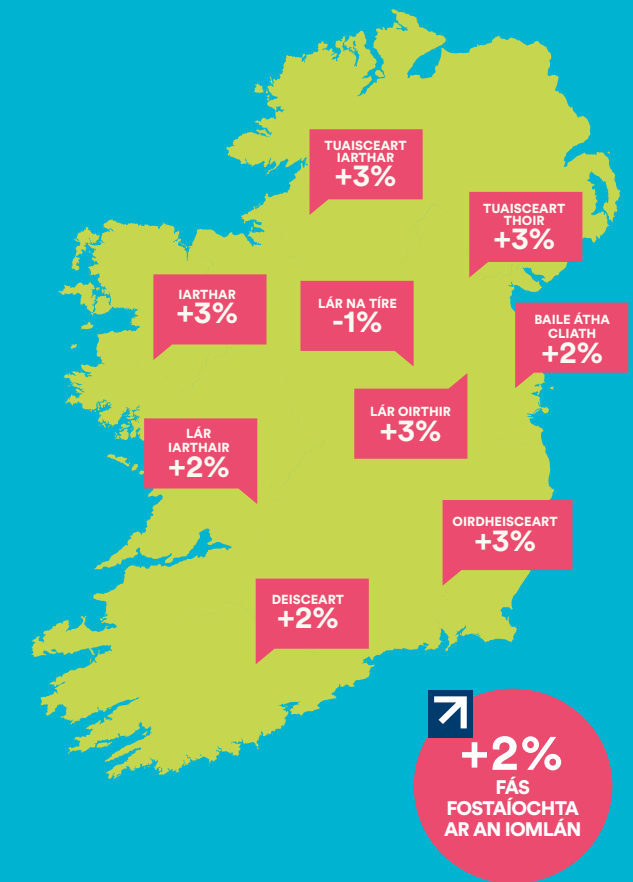 TUAISCEART
IARTHAR
+3%
TUAISCEART
THOIR
+3%
IARTHAR
+3%
LÁR NA TÍRE
-1%
BAILE ÁTHA
CLIATH
+2%
LÁR OIRTHIR
+3%
LÁR
IARTHAIR
+2%
OIRDHEISCEART
+3%
DEISCEART
+2%
+2%
FÁS
FOSTAÍOCHTA
AR AN IOMLÁN